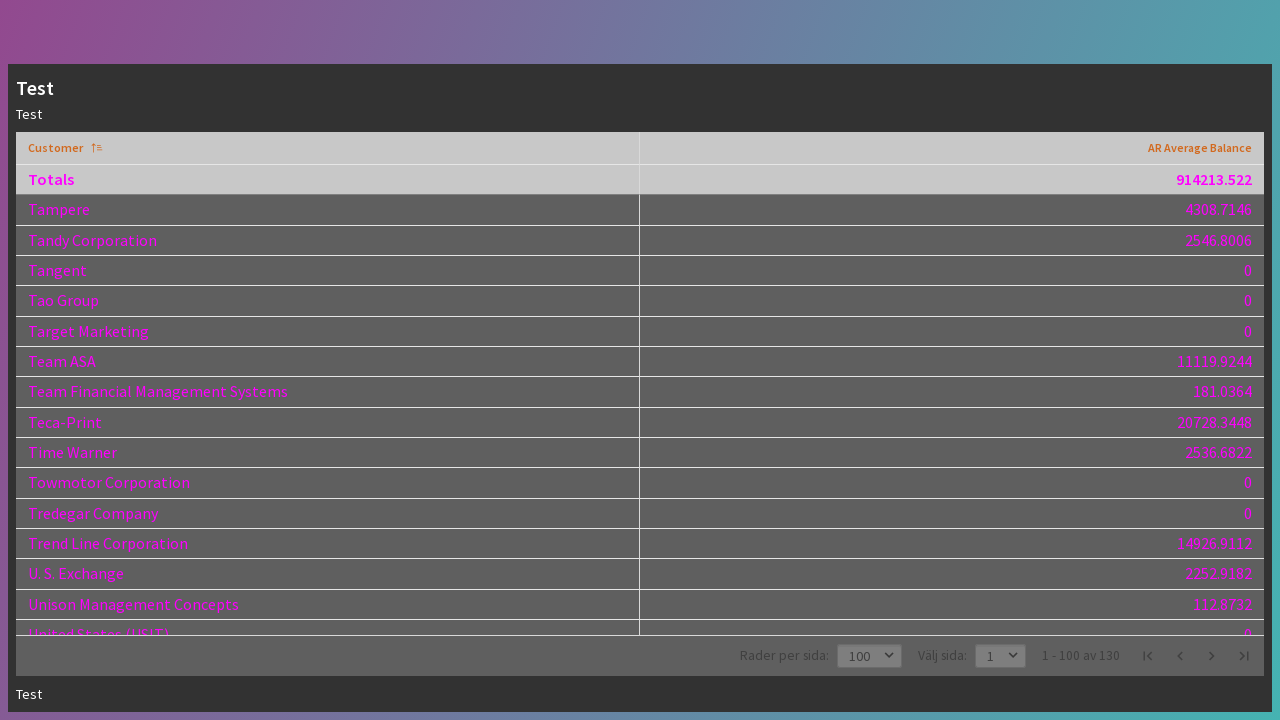 Test
Test
Customer AR Average Balance
Totals 914213.522
Tampere 4308.7146
Tandy Corporation 2546.8006
Tangent 0
Tao Group 0
Target Marketing 0
Team ASA 11119.9244
Team Financial Management Systems 181.0364
Teca-Print 20728.3448
Time Warner 2536.6822
Towmotor Corporation 0
Tredegar Company 0
Trend Line Corporation 14926.9112
U. S. Exchange 2252.9182
Unison Management Concepts 112.8732
United States 0
Rader per sida: 100 Välj sida: 1 1 - 100 av 130
Test